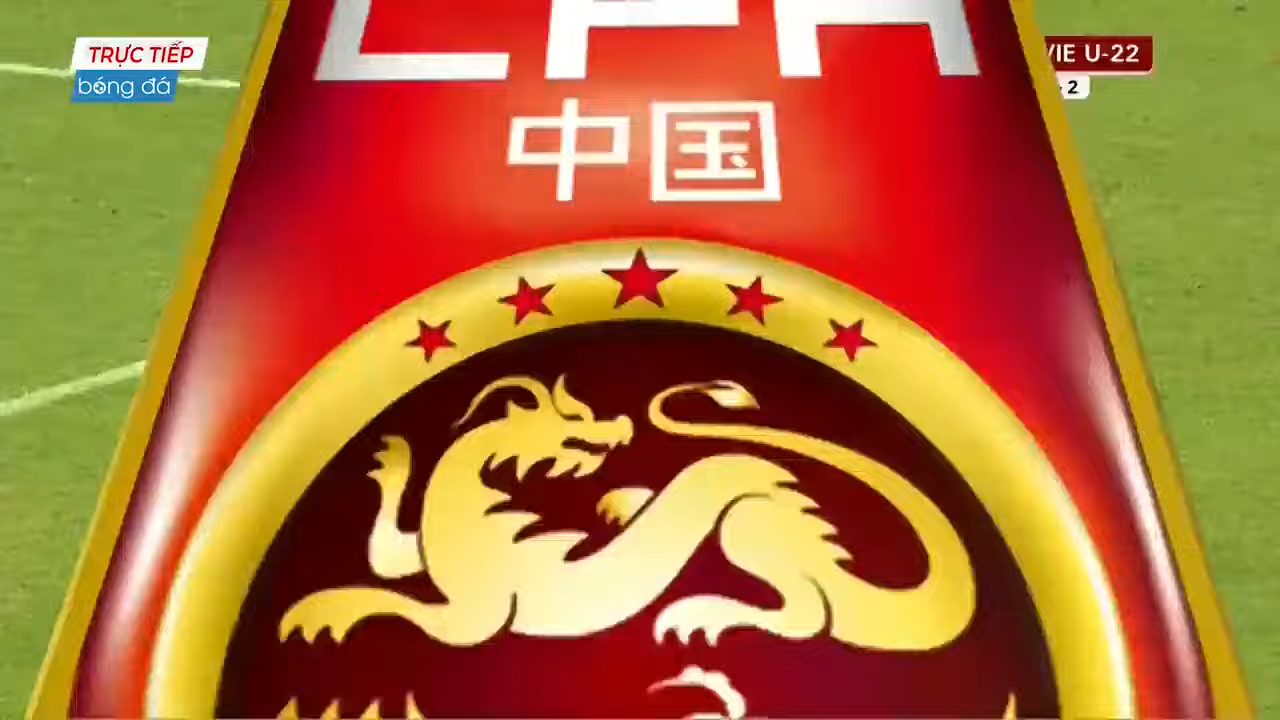 TRỰC TIẾP
bóng đá
VIE U-22
2
中国